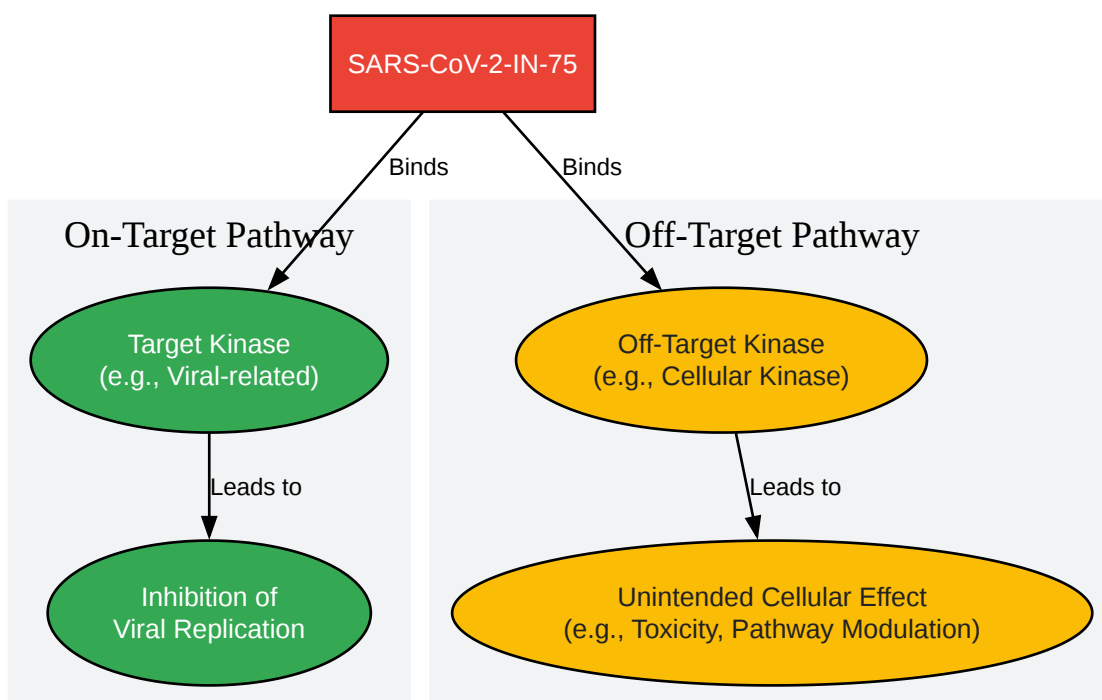 SARS-CoV-2-IN-75
Binds
Binds
On-Target Pathway
Off-Target Pathway
Target Kinase
(e.g., Viral-related)
Off-Target Kinase
(e.g., Cellular Kinase)
Leads to
Leads to
Inhibition of
Viral Replication
Unintended Cellular Effect
(e.g., Toxicity, Pathway Modulation)